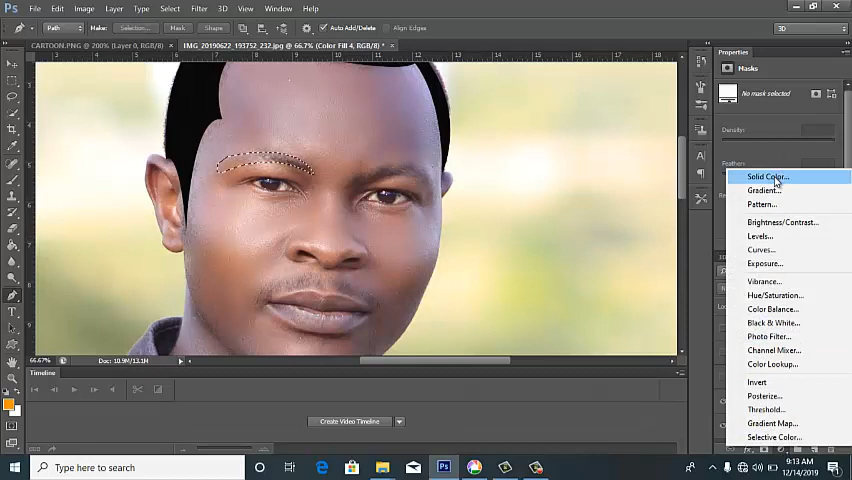 Ps File Edit Image Layer Type Select Filter 3D View Window Help
Path Make: Selection... Mask Shape Auto Add/Delete Align Edges 3D
CARTOON.PNG @ 200% (Layer 0, RGB/8) × IMG_20190622_193752_232.jpg @ 66.7% (Color Fill 4, RGB/8) * ×
Properties
Masks
No mask selected
Density:
Feather:
Solid Color...
Gradient...
Pattern...
Brightness/Contrast...
Levels...
Curves...
Exposure...
Vibrance...
Hue/Saturation...
Color Balance...
Black & White...
Photo Filter...
Channel Mixer...
Color Lookup...
Invert
Posterize...
Threshold...
Gradient Map...
Selective Color...
66.67% Doc: 10.9M/13.1M
Timeline
Create Video Timeline
Type here to search
9:13 AM
12/14/2019